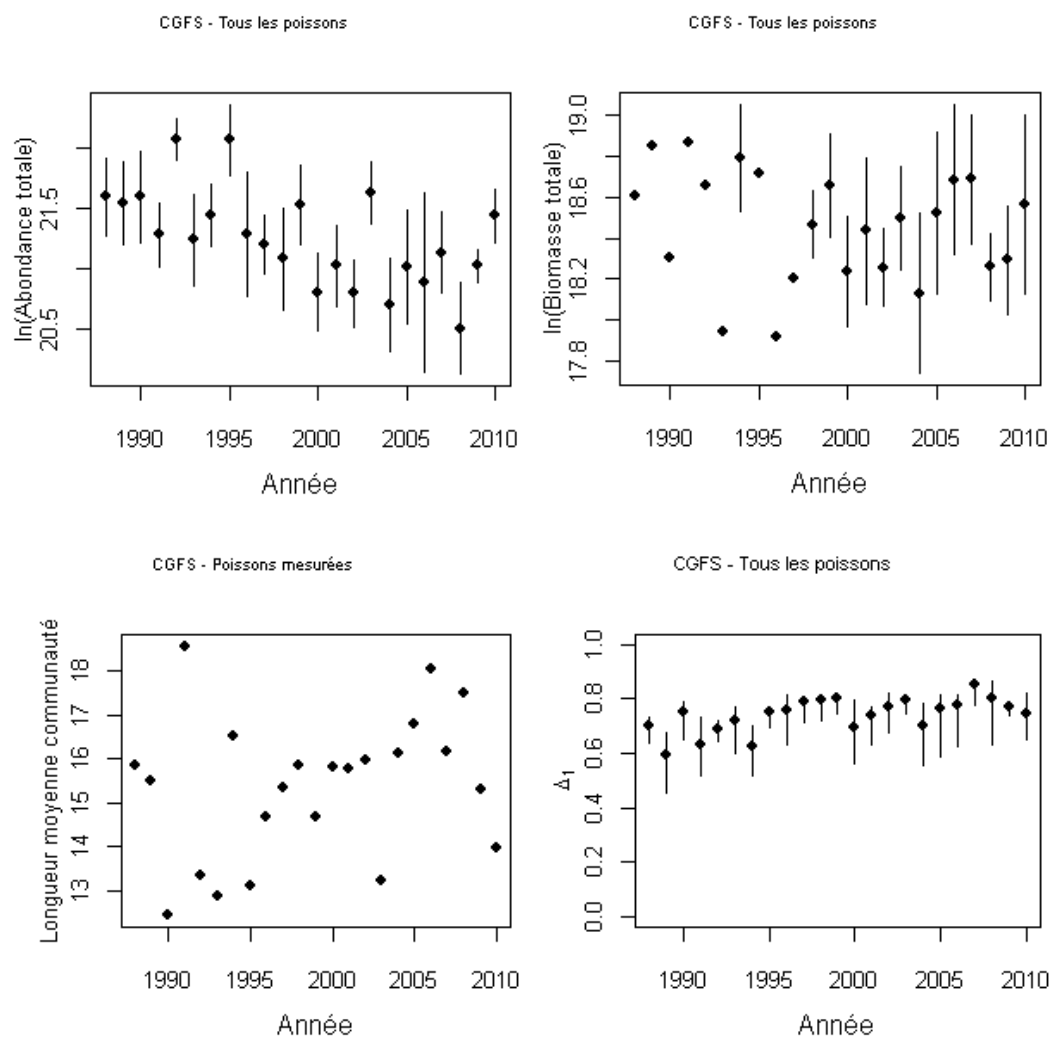 CGFS - Tous les poissons
ln(Abondance totale)
21.5
20.5
1990 1995 2000 2005 2010
Année
CGFS - Tous les poissons
ln(Biomasse totale)
19.0
18.6
18.2
17.8
1990 1995 2000 2005 2010
Année
CGFS - Poissons mesurées
Longueur moyenne communauté
18
17
16
15
14
13
1990 1995 2000 2005 2010
Année
CGFS - Tous les poissons
Δ1
1.0
0.8
0.6
0.4
0.2
0.0
1990 1995 2000 2005 2010
Année